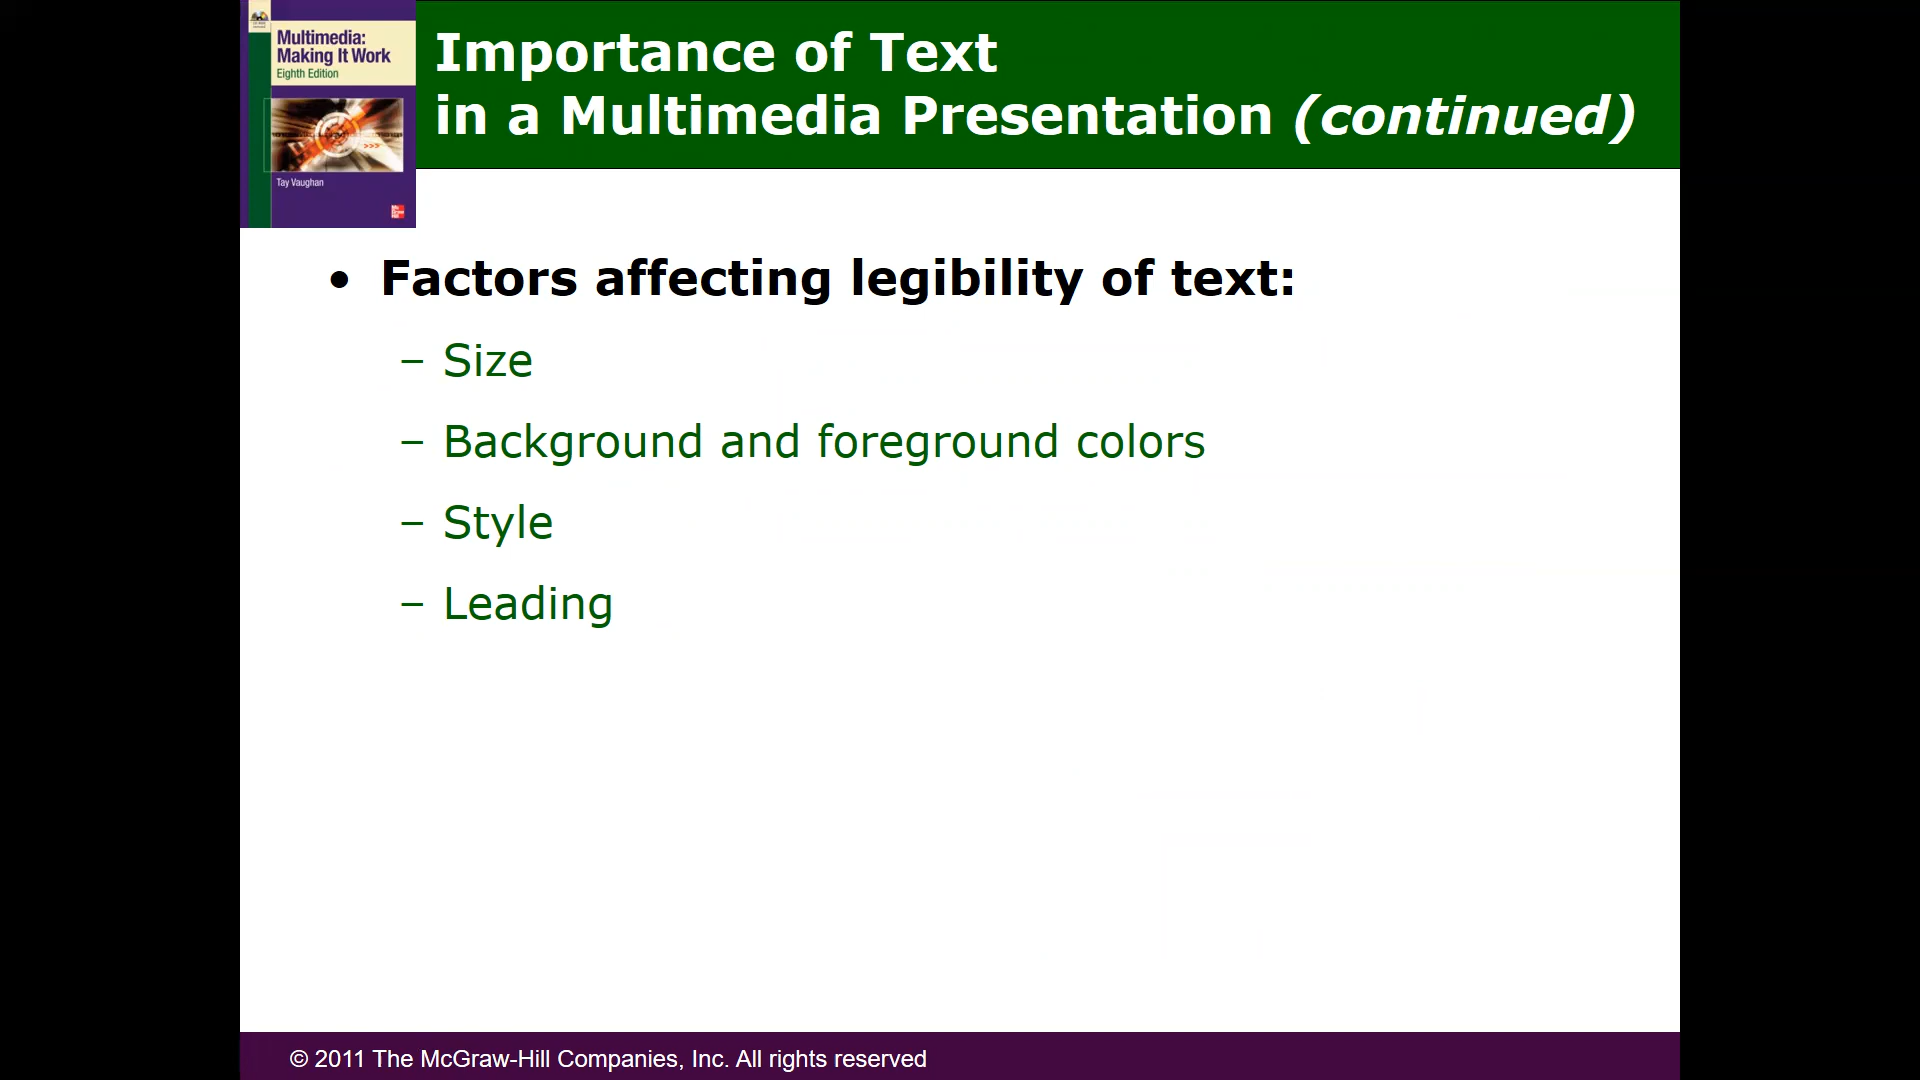 Multimedia:
Making It Work
Eighth Edition
Tay Vaughan
Importance of Text
in a Multimedia Presentation (continued)
• Factors affecting legibility of text:
– Size
– Background and foreground colors
– Style
– Leading
© 2011 The McGraw-Hill Companies, Inc. All rights reserved